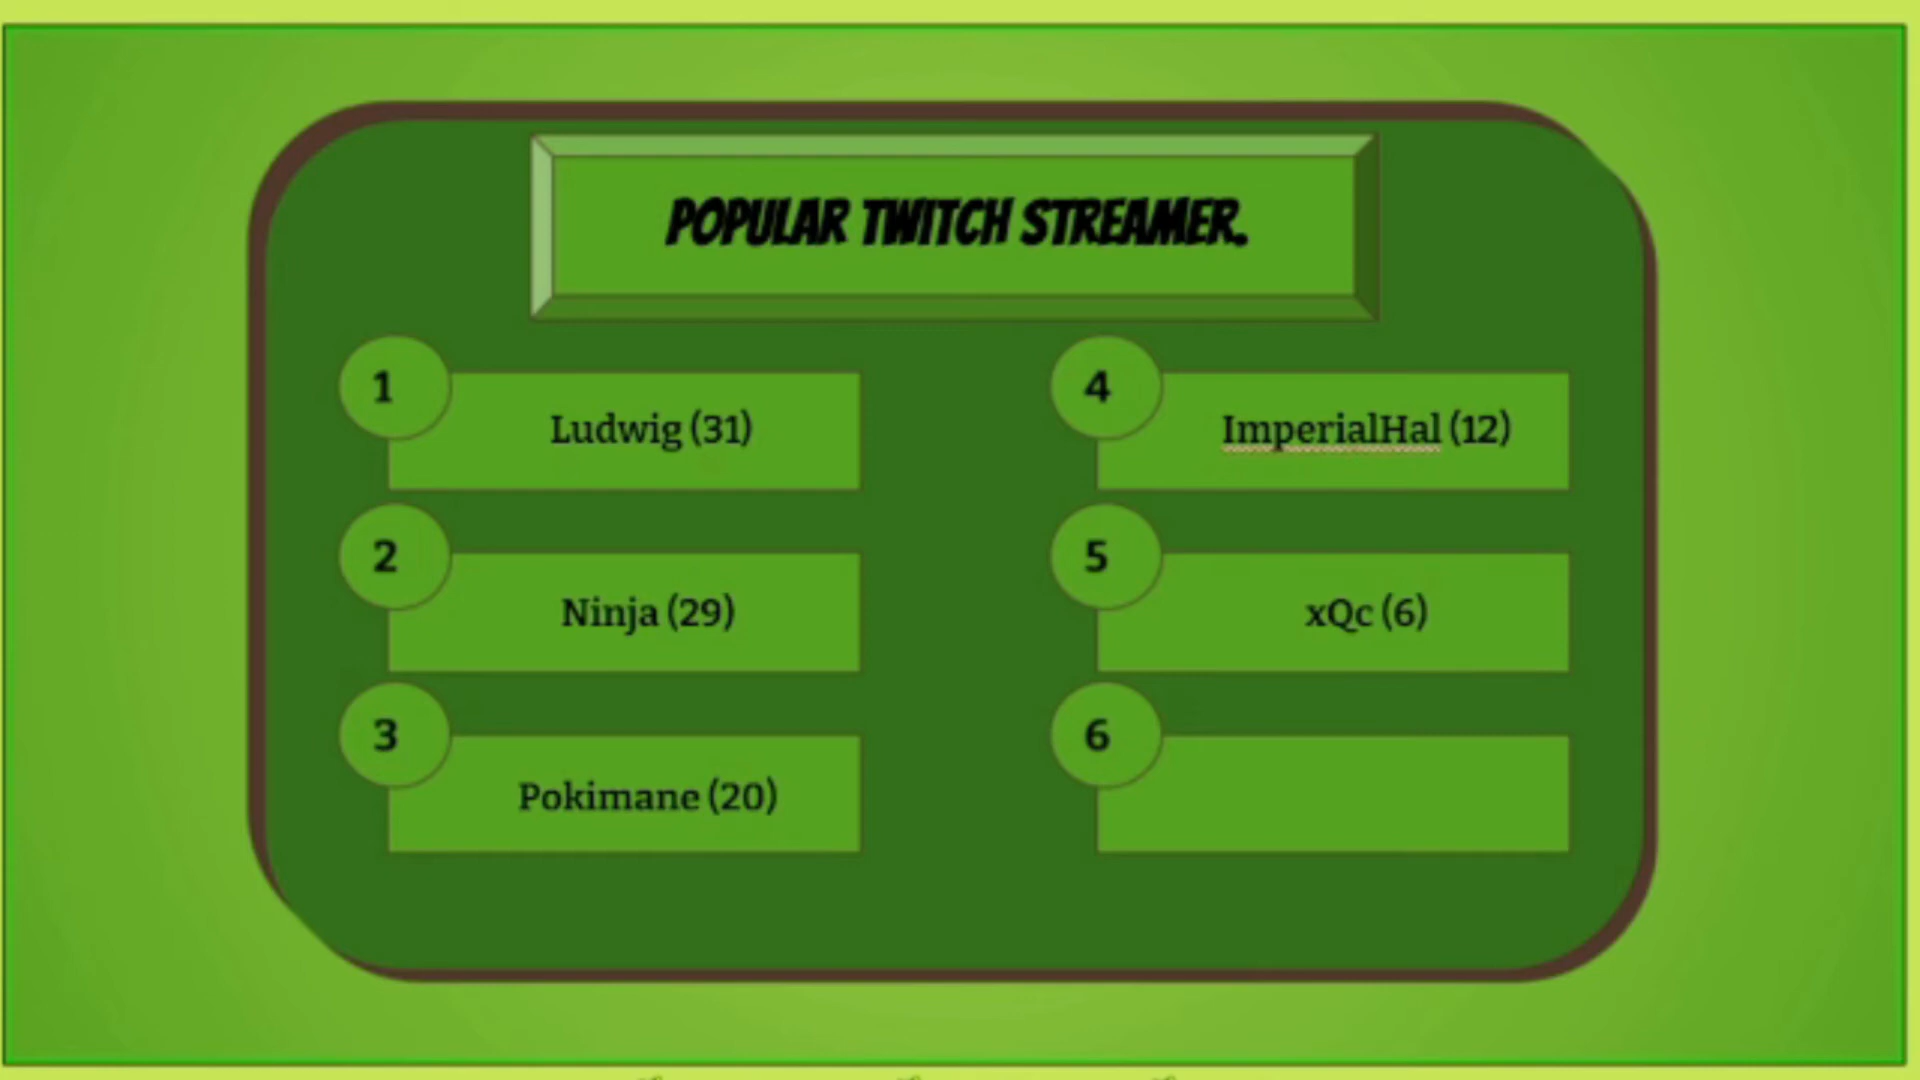 POPULAR TWITCH STREAMER.
1
Ludwig (31)
2
Ninja (29)
3
Pokimane (20)
4
ImperialHal (12)
5
xQc (6)
6